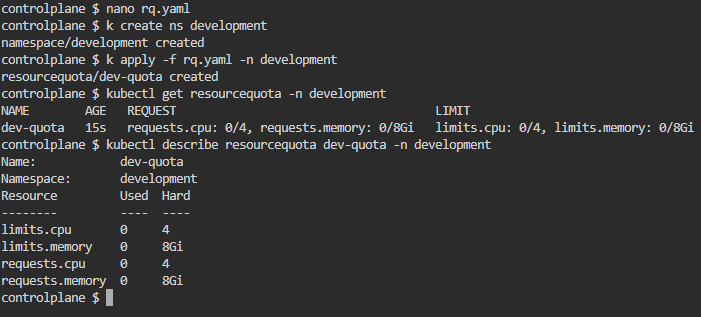 controlplane $ nano rq.yaml
controlplane $ k create ns development
namespace/development created
controlplane $ k apply -f rq.yaml -n development
resourcequota/dev-quota created
controlplane $ kubectl get resourcequota -n development
NAME        AGE   REQUEST                                     LIMIT
dev-quota   15s   requests.cpu: 0/4, requests.memory: 0/8Gi   limits.cpu: 0/4, limits.memory: 0/8Gi
controlplane $ kubectl describe resourcequota dev-quota -n development
Name:            dev-quota
Namespace:       development
Resource         Used  Hard
--------         ----  ----
limits.cpu       0     4
limits.memory    0     8Gi
requests.cpu     0     4
requests.memory  0     8Gi
controlplane $